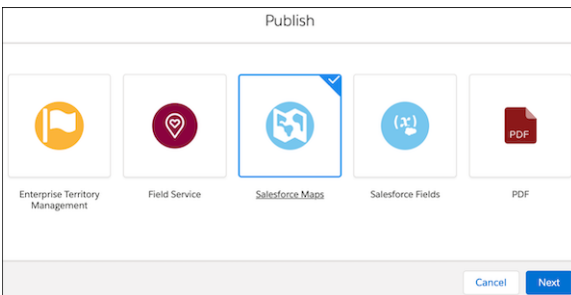 Publish
(x)
PDF
Enterprise Territory
Management
Field Service
Salesforce Maps
Salesforce Fields
PDF
Cancel
Next